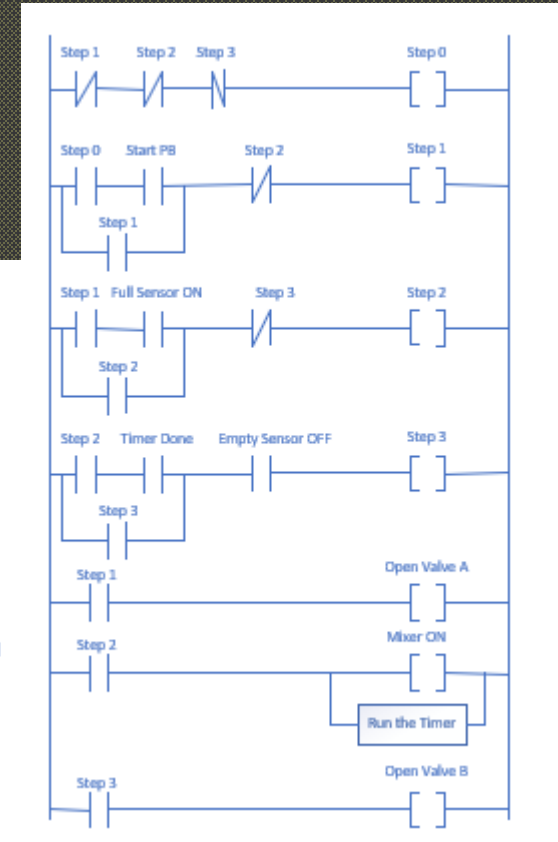 Step 1 Step 2 Step 3 Step 0
Step 0 Start PB Step 2 Step 1
Step 1
Step 1 Full Sensor ON Step 3 Step 2
Step 2
Step 2 Timer Done Empty Sensor OFF Step 3
Step 3
Step 1 Open Valve A
Step 2 Mixer ON
Run the Timer
Step 3 Open Valve B